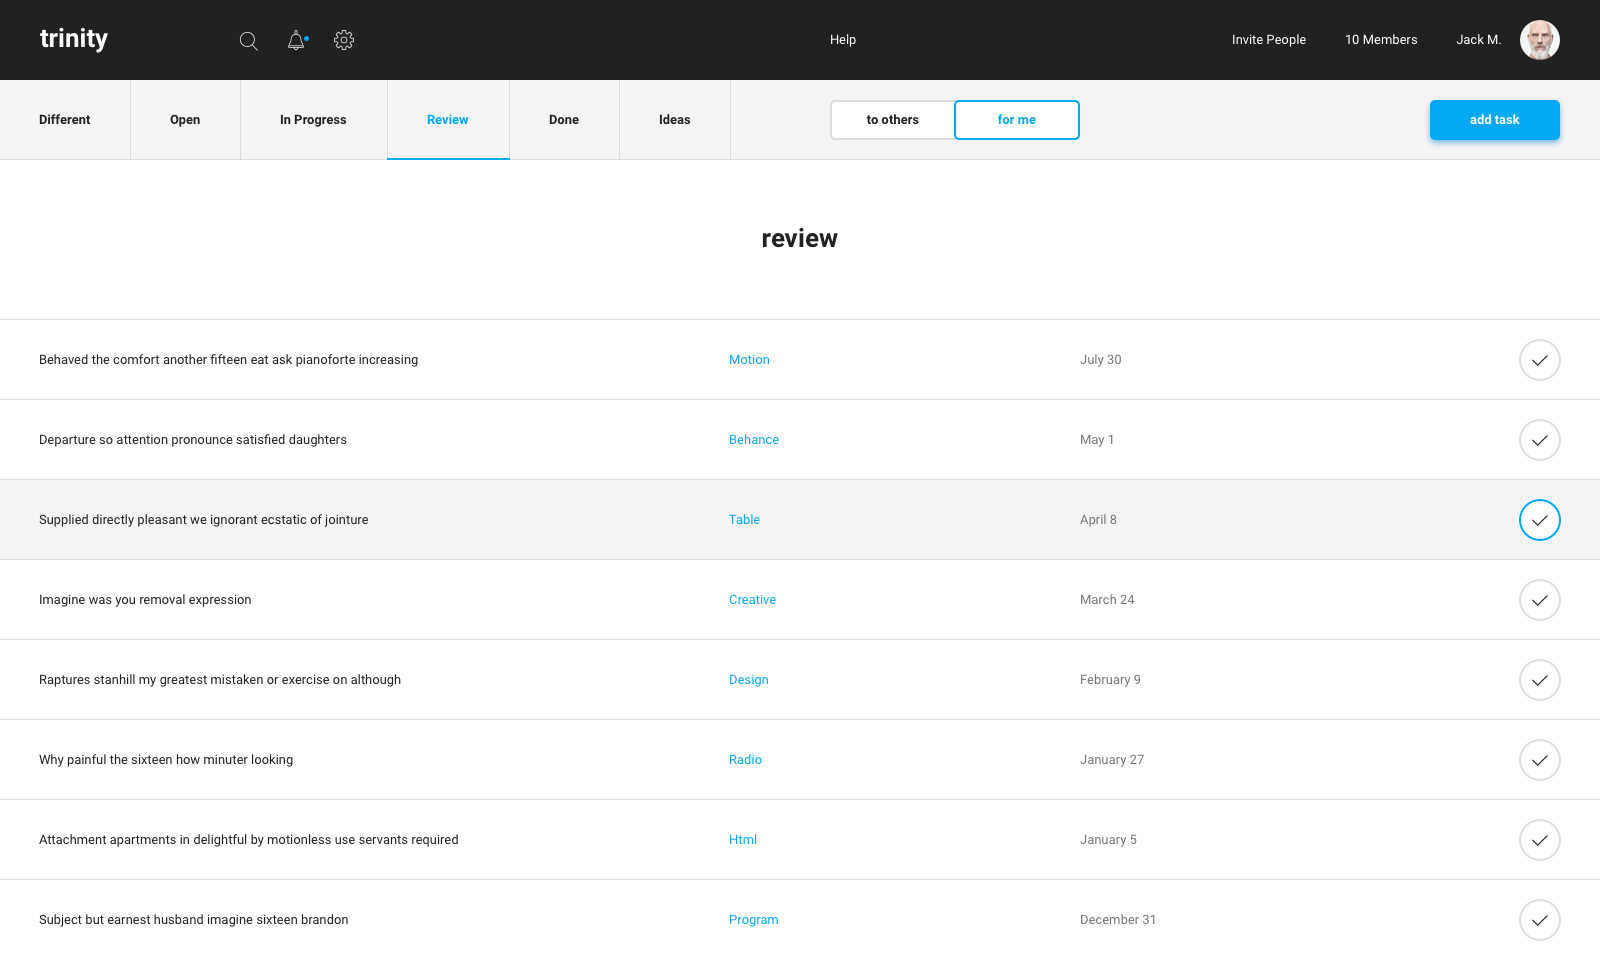 trinity
Help
Invite People
10 Members
Jack M.
Different
Open
In Progress
Review
Done
Ideas
to others
for me
add task
review
Behaved the comfort another fifteen eat ask pianoforte increasing
Motion
July 30
Departure so attention pronounce satisfied daughters
Behance
May 1
Supplied directly pleasant we ignorant ecstatic of jointure
Table
April 8
Imagine was you removal expression
Creative
March 24
Raptures stanhill my greatest mistaken or exercise on although
Design
February 9
Why painful the sixteen how minuter looking
Radio
January 27
Attachment apartments in delightful by motionless use servants required
Html
January 5
Subject but earnest husband imagine sixteen brandon
Program
December 31